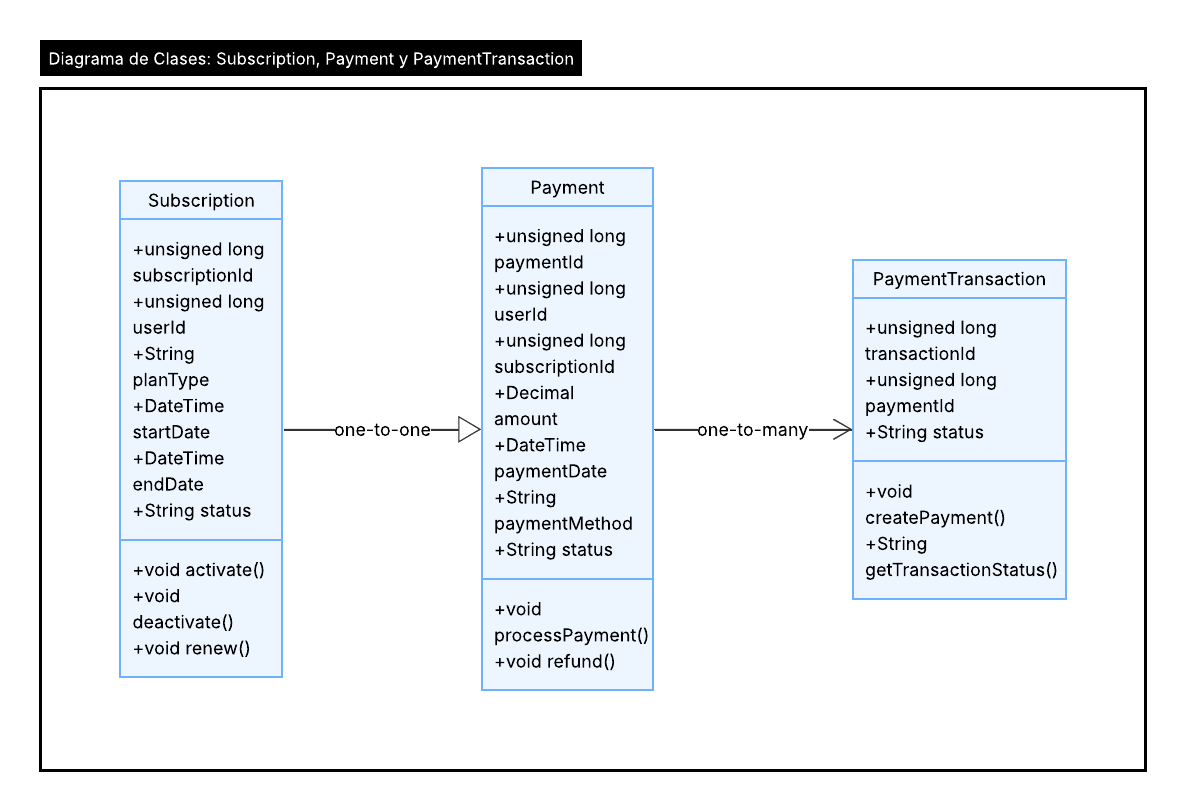 Diagrama de Clases: Subscription, Payment y PaymentTransaction
Subscription
+unsigned long
subscriptionId
+unsigned long
userId
+String
planType
+DateTime
startDate
+DateTime
endDate
+String status
+void activate()
+void
deactivate()
+void renew()
one-to-one
Payment
+unsigned long
paymentId
+unsigned long
userId
+unsigned long
subscriptionId
+Decimal
amount
+DateTime
paymentDate
+String
paymentMethod
+String status
+void
processPayment()
+void refund()
one-to-many
PaymentTransaction
+unsigned long
transactionId
+unsigned long
paymentId
+String status
+void
createPayment()
+String
getTransactionStatus()